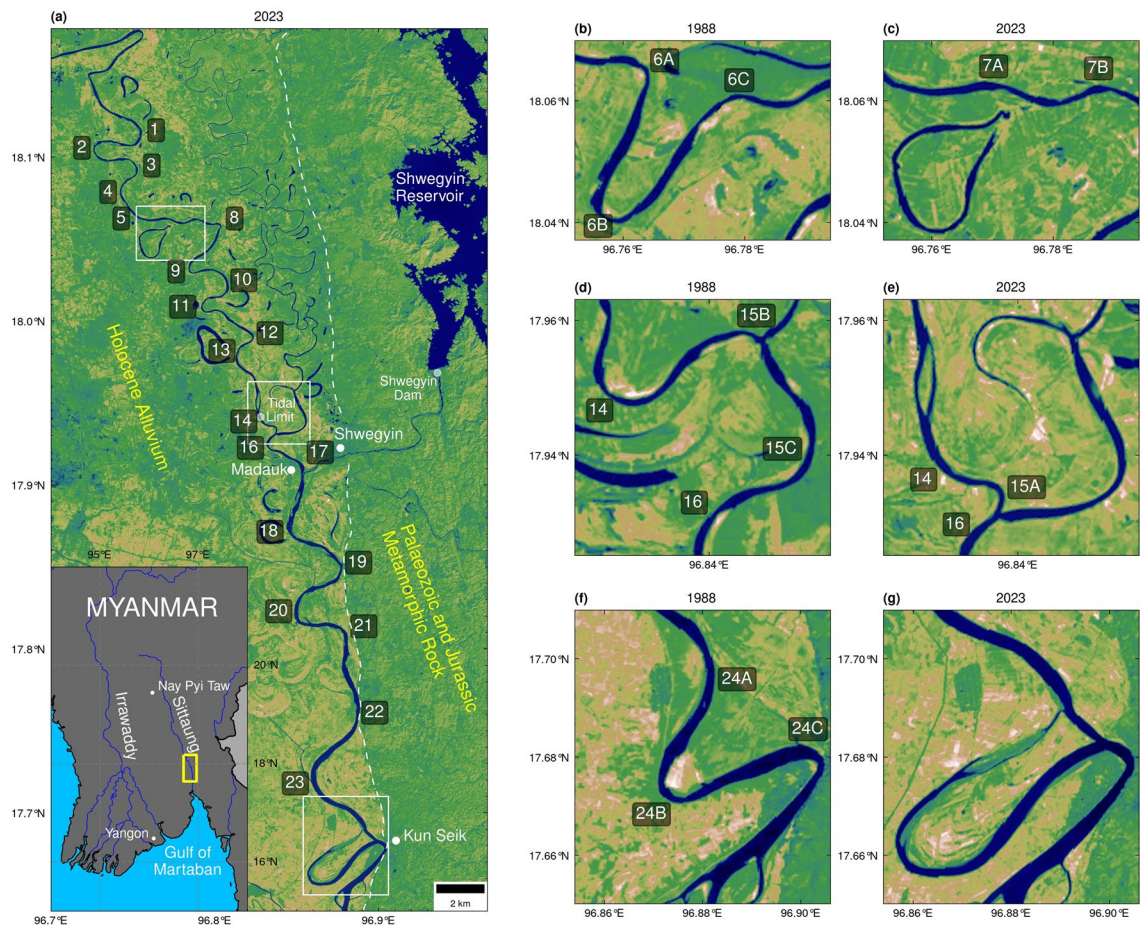 (a)
2023
18.1°N
18.0°N
17.9°N
17.8°N
17.7°N
96.7°E
96.8°E
96.9°E
1
2
3
4
5
8
9
10
11
12
13
14
16
17
18
19
20
21
22
23
Shwegyin
Reservoir
Shwegyin
Dam
Tidal
Limit
Shwegyin
Madauk
Holocene Alluvium
Palaeozoic and Jurassic
Metamorphic Rock
Kun Seik
2 km
95°E
97°E
20°N
18°N
16°N
MYANMAR
Nay Pyi Taw
Irrawaddy
Sittaung
Yangon
Gulf of
Martaban
(b)
1988
18.06°N
18.04°N
96.76°E
96.78°E
6A
6C
6B
(c)
2023
18.06°N
18.04°N
96.76°E
96.78°E
7A
7B
(d)
1988
17.96°N
17.94°N
96.84°E
15B
14
15C
16
(e)
2023
17.96°N
17.94°N
96.84°E
14
15A
16
(f)
1988
17.70°N
17.68°N
17.66°N
96.86°E
96.88°E
96.90°E
24A
24C
24B
(g)
2023
17.70°N
17.68°N
17.66°N
96.86°E
96.88°E
96.90°E